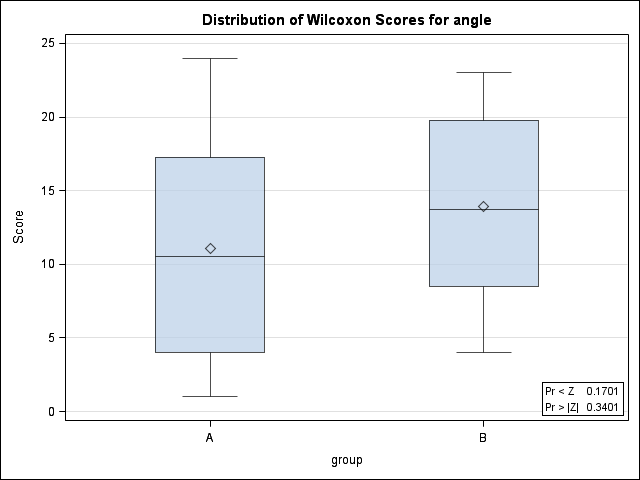 Distribution of Wilcoxon Scores for angle
25
20
15
10
5
0
Score
A
B
group
Pr < Z 0.1701
Pr > |Z| 0.3401